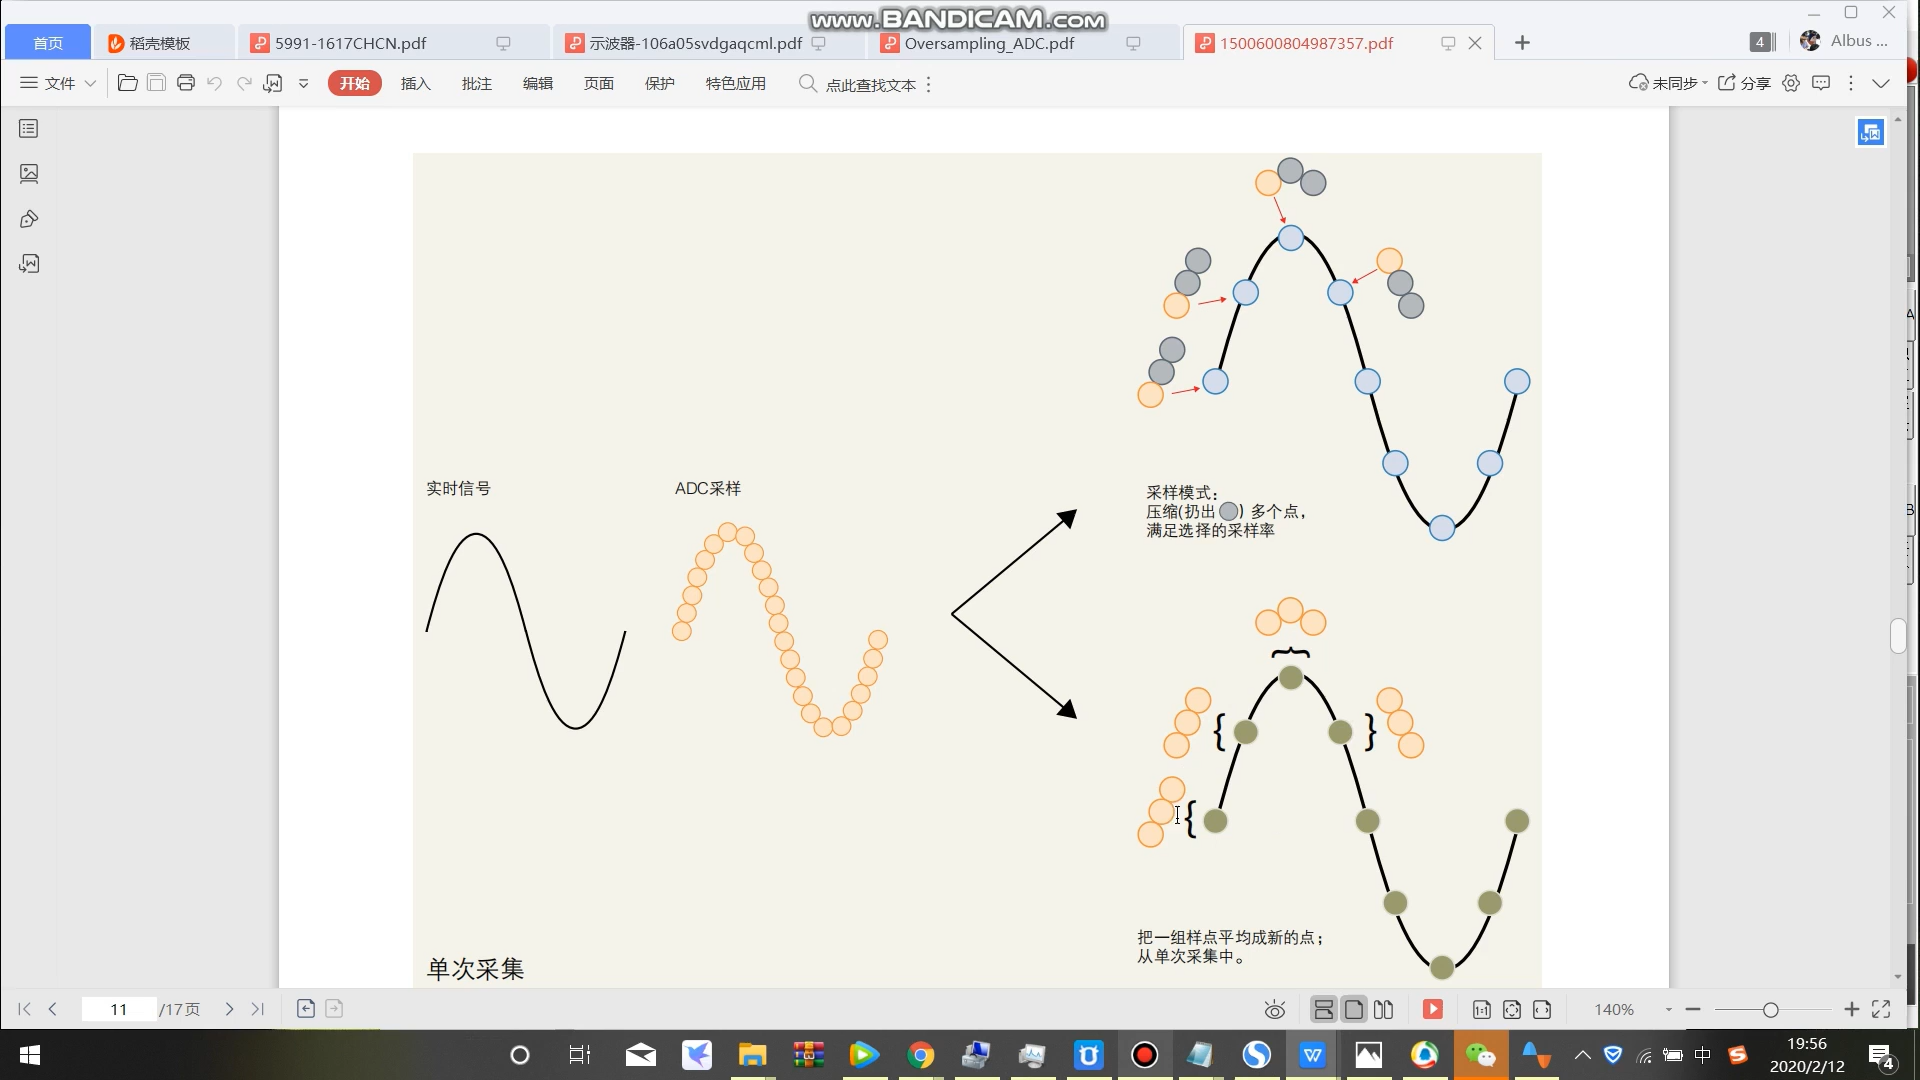 www.BANDICAM.com
首页
稻壳模板
5991-1617CHCN.pdf
示波器-106a05svdgaqcml.pdf
Oversampling_ADC.pdf
1500600804987357.pdf
4
Albus ...
文件
开始
插入
批注
编辑
页面
保护
特色应用
点此查找文本
未同步
分享
实时信号
ADC采样
采样模式：
压缩(扔出 ) 多个点，
满足选择的采样率
把一组样点平均成新的点；
从单次采集中。
单次采集
11
/17页
140%
中
19:56
2020/2/12
4